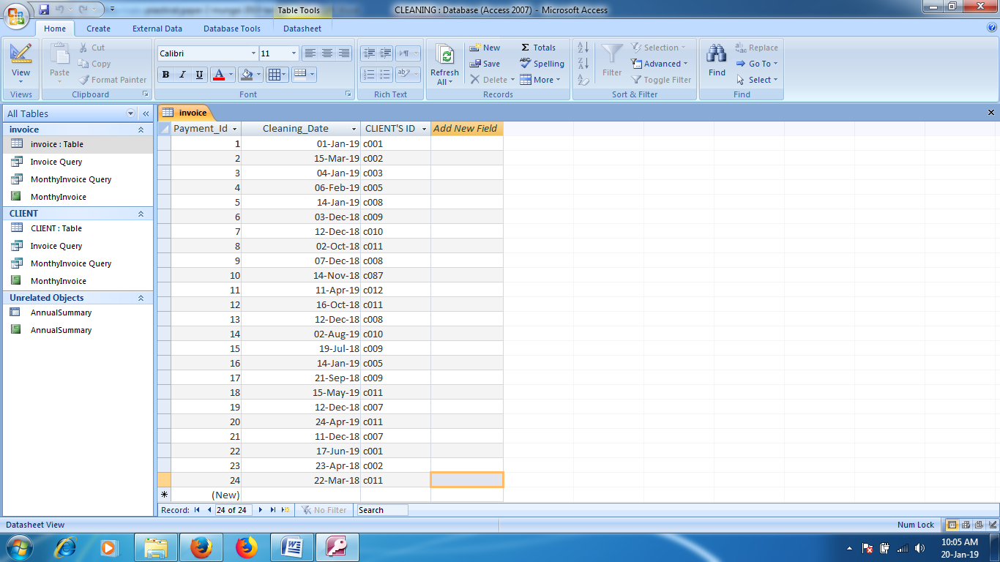 Table Tools
CLEANING : Database (Access 2007) - Microsoft Access
Home Create External Data Database Tools Datasheet
View
Views
Paste
Cut
Copy
Format Painter
Clipboard
Calibri 11
B I U A
Font
Rich Text
Refresh All
New
Save
Delete
Σ Totals
ABC Spelling
More
Records
Filter
Selection
Advanced
Toggle Filter
Sort & Filter
Find
Replace
Go To
Select
Find
All Tables
invoice
invoice : Table
Invoice Query
MonthyInvoice Query
MonthyInvoice
CLIENT
CLIENT : Table
Invoice Query
MonthyInvoice Query
MonthyInvoice
Unrelated Objects
AnnualSummary
AnnualSummary
invoice
Payment_Id Cleaning_Date CLIENT'S ID Add New Field
1 01-Jan-19 c001
2 15-Mar-19 c002
3 04-Jan-19 c003
4 06-Feb-19 c005
5 14-Jan-19 c008
6 03-Dec-18 c009
7 12-Dec-18 c010
8 02-Oct-18 c011
9 07-Dec-18 c008
10 14-Nov-18 c087
11 11-Apr-19 c012
12 16-Oct-18 c011
13 12-Dec-18 c008
14 02-Aug-19 c010
15 19-Jul-18 c009
16 14-Jan-19 c005
17 21-Sep-18 c009
18 15-May-19 c011
19 12-Dec-18 c007
20 24-Apr-19 c011
21 11-Dec-18 c007
22 17-Jun-19 c001
23 23-Apr-18 c002
24 22-Mar-18 c011
(New)
Record: 24 of 24 No Filter Search
Datasheet View Num Lock
10:05 AM
20-Jan-19